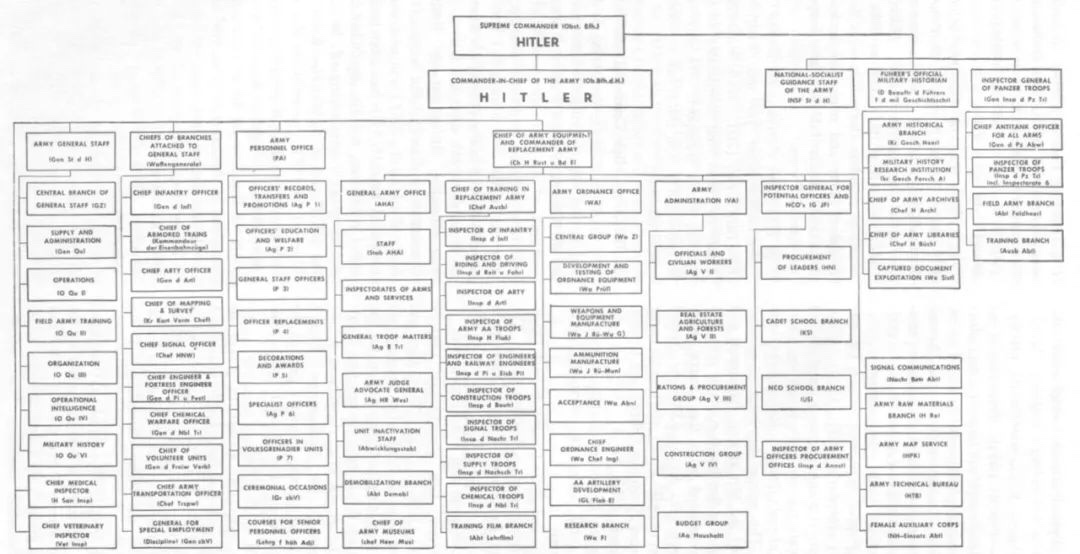 SUPREME COMMANDER (Obst. Bfh.)
HITLER
COMMANDER-IN-CHIEF OF THE ARMY (Ob.Bfh.d.H.)
HITLER
NATIONAL-SOCIALIST
GUIDANCE STAFF
OF THE ARMY
(NSF St d H)
FUHRER'S OFFICIAL
MILITARY HISTORIAN
(D Beauftr d Führers
f d mil Geschichtsschr)
INSPECTOR GENERAL
OF PANZER TROOPS
(Gen Insp d Pz Tr)
ARMY HISTORICAL
BRANCH
(Kr Gesch Heer)
MILITARY HISTORY
RESEARCH INSTITUTION
(kr Gesch Forsch A)
CHIEF OF ARMY ARCHIVES
(Chef H Arch)
CHIEF OF ARMY LIBRARIES
(Chef H Büch)
CAPTURED DOCUMENT
EXPLOITATION (We Sist)
CHIEF ANTITANK OFFICER
FOR ALL ARMS
(Gen d Pz Abw)
INSPECTOR OF
PANZER TROOPS
(Insp d Pz Tr)
incl. Inspectorate 6
FIELD ARMY BRANCH
(Abt Feldheer)
TRAINING BRANCH
(Ausb Abt)
ARMY GENERAL STAFF
(Gen St d H)
CENTRAL BRANCH OF
GENERAL STAFF (GZ)
SUPPLY AND
ADMINISTRATION
(Gen Qu)
OPERATIONS
(O Qu I)
FIELD ARMY TRAINING
(O Qu II)
ORGANIZATION
(O Qu III)
OPERATIONAL
INTELLIGENCE
(O Qu IV)
MILITARY HISTORY
(O Qu V)
CHIEF MEDICAL
INSPECTOR
(H San Insp)
CHIEF VETERINARY
INSPECTOR
(Vet Insp)
CHIEFS OF BRANCHES
ATTACHED TO
GENERAL STAFF
(Waffengenerale)
CHIEF INFANTRY OFFICER
(Gen d Inf)
CHIEF OF
ARMORED TRAINS
(Kommandeur
der Eisenbahnzüge)
CHIEF ARTY OFFICER
(Gen d Art)
CHIEF OF MAPPING
& SURVEY
(Kr Kart Verm Chef)
CHIEF SIGNAL OFFICER
(Chef HNW)
CHIEF ENGINEER &
FORTRESS ENGINEER
OFFICER
(Gen d Pi u Fest)
CHIEF CHEMICAL
WARFARE OFFICER
(Gen d Nbl Tr)
CHIEF OF
VOLUNTEER UNITS
(Gen d Freiw Verb)
CHIEF ARMY
TRANSPORTATION OFFICER
(Chef Trspw)
GENERAL FOR
SPECIAL EMPLOYMENT
(Discipline) (Gen zbV)
ARMY
PERSONNEL OFFICE
(PA)
OFFICERS' RECORDS,
TRANSFERS AND
PROMOTIONS (Ag P 1)
OFFICERS' EDUCATION
AND WELFARE
(Ag P 2)
GENERAL STAFF OFFICERS
(P 3)
OFFICER REPLACEMENTS
(P 4)
DECORATIONS
AND AWARDS
(P 5)
SPECIALIST OFFICERS
(Ag P 6)
OFFICERS IN
VOLKSGRENADIER UNITS
(P 7)
CEREMONIAL OCCASIONS
(Gr zbV)
COURSES FOR SENIOR
PERSONNEL OFFICERS
(Lehrg f höh Adj)
CHIEF OF ARMY EQUIPMENT
AND COMMANDER OF
REPLACEMENT ARMY
(Ch H Rüst u Bd E)
GENERAL ARMY OFFICE
(AHA)
STAFF
(Stab AHA)
INSPECTORATES OF ARMS
AND SERVICES
GENERAL TROOP MATTERS
(Ag E Tr)
ARMY JUDGE
ADVOCATE GENERAL
(Ag HR Wes)
UNIT INACTIVATION
STAFF
(Abwicklungsstab)
DEMOBILIZATION BRANCH
(Abt Demob)
CHIEF OF
ARMY MUSEUMS
(chef Heer Mus)
CHIEF OF TRAINING IN
REPLACEMENT ARMY
(Chef Ausb)
INSPECTOR OF INFANTRY
(Insp d Inf)
INSPECTOR OF
RIDING AND DRIVING
(Insp d Reit u Fahr)
INSPECTOR OF ARTY
(Insp d Art)
INSPECTOR OF
ARMY AA TROOPS
(Insp H Flak)
INSPECTOR OF ENGINEERS
AND RAILWAY ENGINEERS
(Insp d Pi u Eisb Pi)
INSPECTOR OF
CONSTRUCTION TROOPS
(Insp d Bautr)
INSPECTOR OF
SIGNAL TROOPS
(Insp d Nachr Tr)
INSPECTOR OF
SUPPLY TROOPS
(Insp d Nachsch Tr)
INSPECTOR OF
CHEMICAL TROOPS
(Insp d Nbl Tr)
TRAINING FILM BRANCH
(Abt Lehrfilm)
ARMY ORDNANCE OFFICE
(WA)
CENTRAL GROUP (Wa Z)
DEVELOPMENT AND
TESTING OF
ORDNANCE EQUIPMENT
(Wa Prüf)
WEAPONS AND
EQUIPMENT
MANUFACTURE
(Wa J Rü-Wu G)
AMMUNITION
MANUFACTURE
(Wa J Rü-Mun)
ACCEPTANCE (Wa Abn)
CHIEF
ORDNANCE ENGINEER
(Wa Chef Ing)
AA ARTILLERY
DEVELOPMENT
(GL Flak E)
RESEARCH BRANCH
(Wa F)
ARMY
ADMINISTRATION (VA)
OFFICIALS AND
CIVILIAN WORKERS
(Ag V I)
REAL ESTATE
AGRICULTURE
AND FORESTS
(Ag V II)
RATIONS & PROCUREMENT
GROUP (Ag V III)
CONSTRUCTION GROUP
(Ag V IV)
BUDGET GROUP
(Ag Haushalt)
INSPECTOR GENERAL FOR
POTENTIAL OFFICERS AND
NCO's (G JF)
PROCUREMENT
OF LEADERS (HN)
CADET SCHOOL BRANCH
(KS)
NCO SCHOOL BRANCH
(US)
INSPECTOR OF ARMY
OFFICERS PROCUREMENT
OFFICES (Insp d Annst)
SIGNAL COMMUNICATIONS
(Nachr Betr Abt)
ARMY RAW MATERIALS
BRANCH (H Ro)
ARMY MAP SERVICE
(HPK)
ARMY TECHNICAL BUREAU
(HTB)
FEMALE AUXILIARY CORPS
(NH-Einsatz Abt)